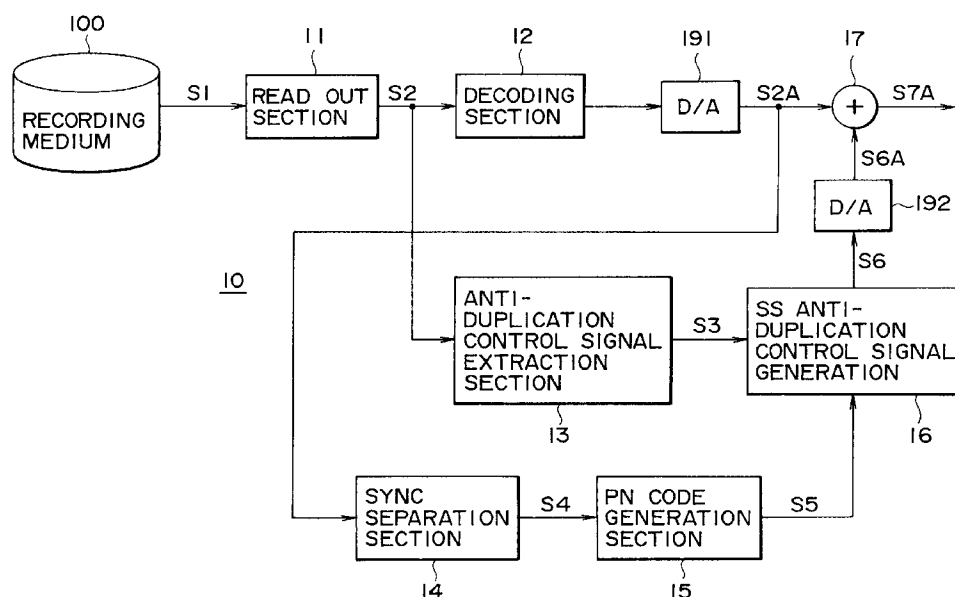 100
11
12
191
17
S1
S2
S2A
S7A
RECORDING
MEDIUM
READ OUT
SECTION
DECODING
SECTION
D/A
+
S6A
D/A
192
S6
10
ANTI-
DUPLICATION
CONTROL SIGNAL
EXTRACTION
SECTION
S3
SS ANTI-
DUPLICATION
CONTROL SIGNAL
GENERATION
13
16
SYNC
SEPARATION
SECTION
S4
PN CODE
GENERATION
SECTION
S5
14
15